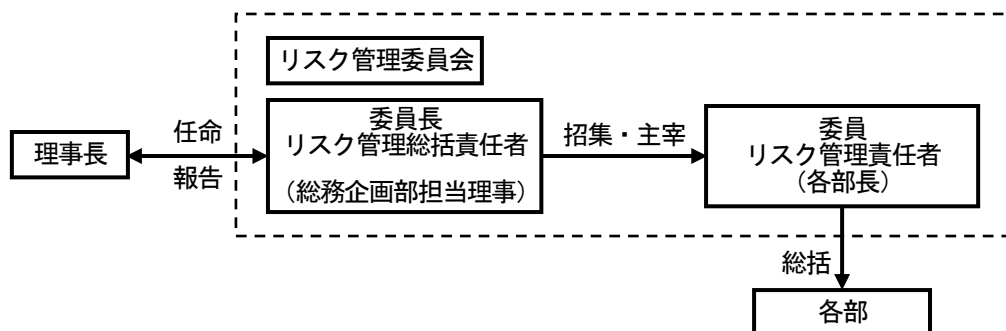 リスク管理委員会
理事長
任命
報告
委員長
リスク管理総括責任者
（総務企画部担当理事）
招集・主宰
委員
リスク管理責任者
（各部長）
総括
各部